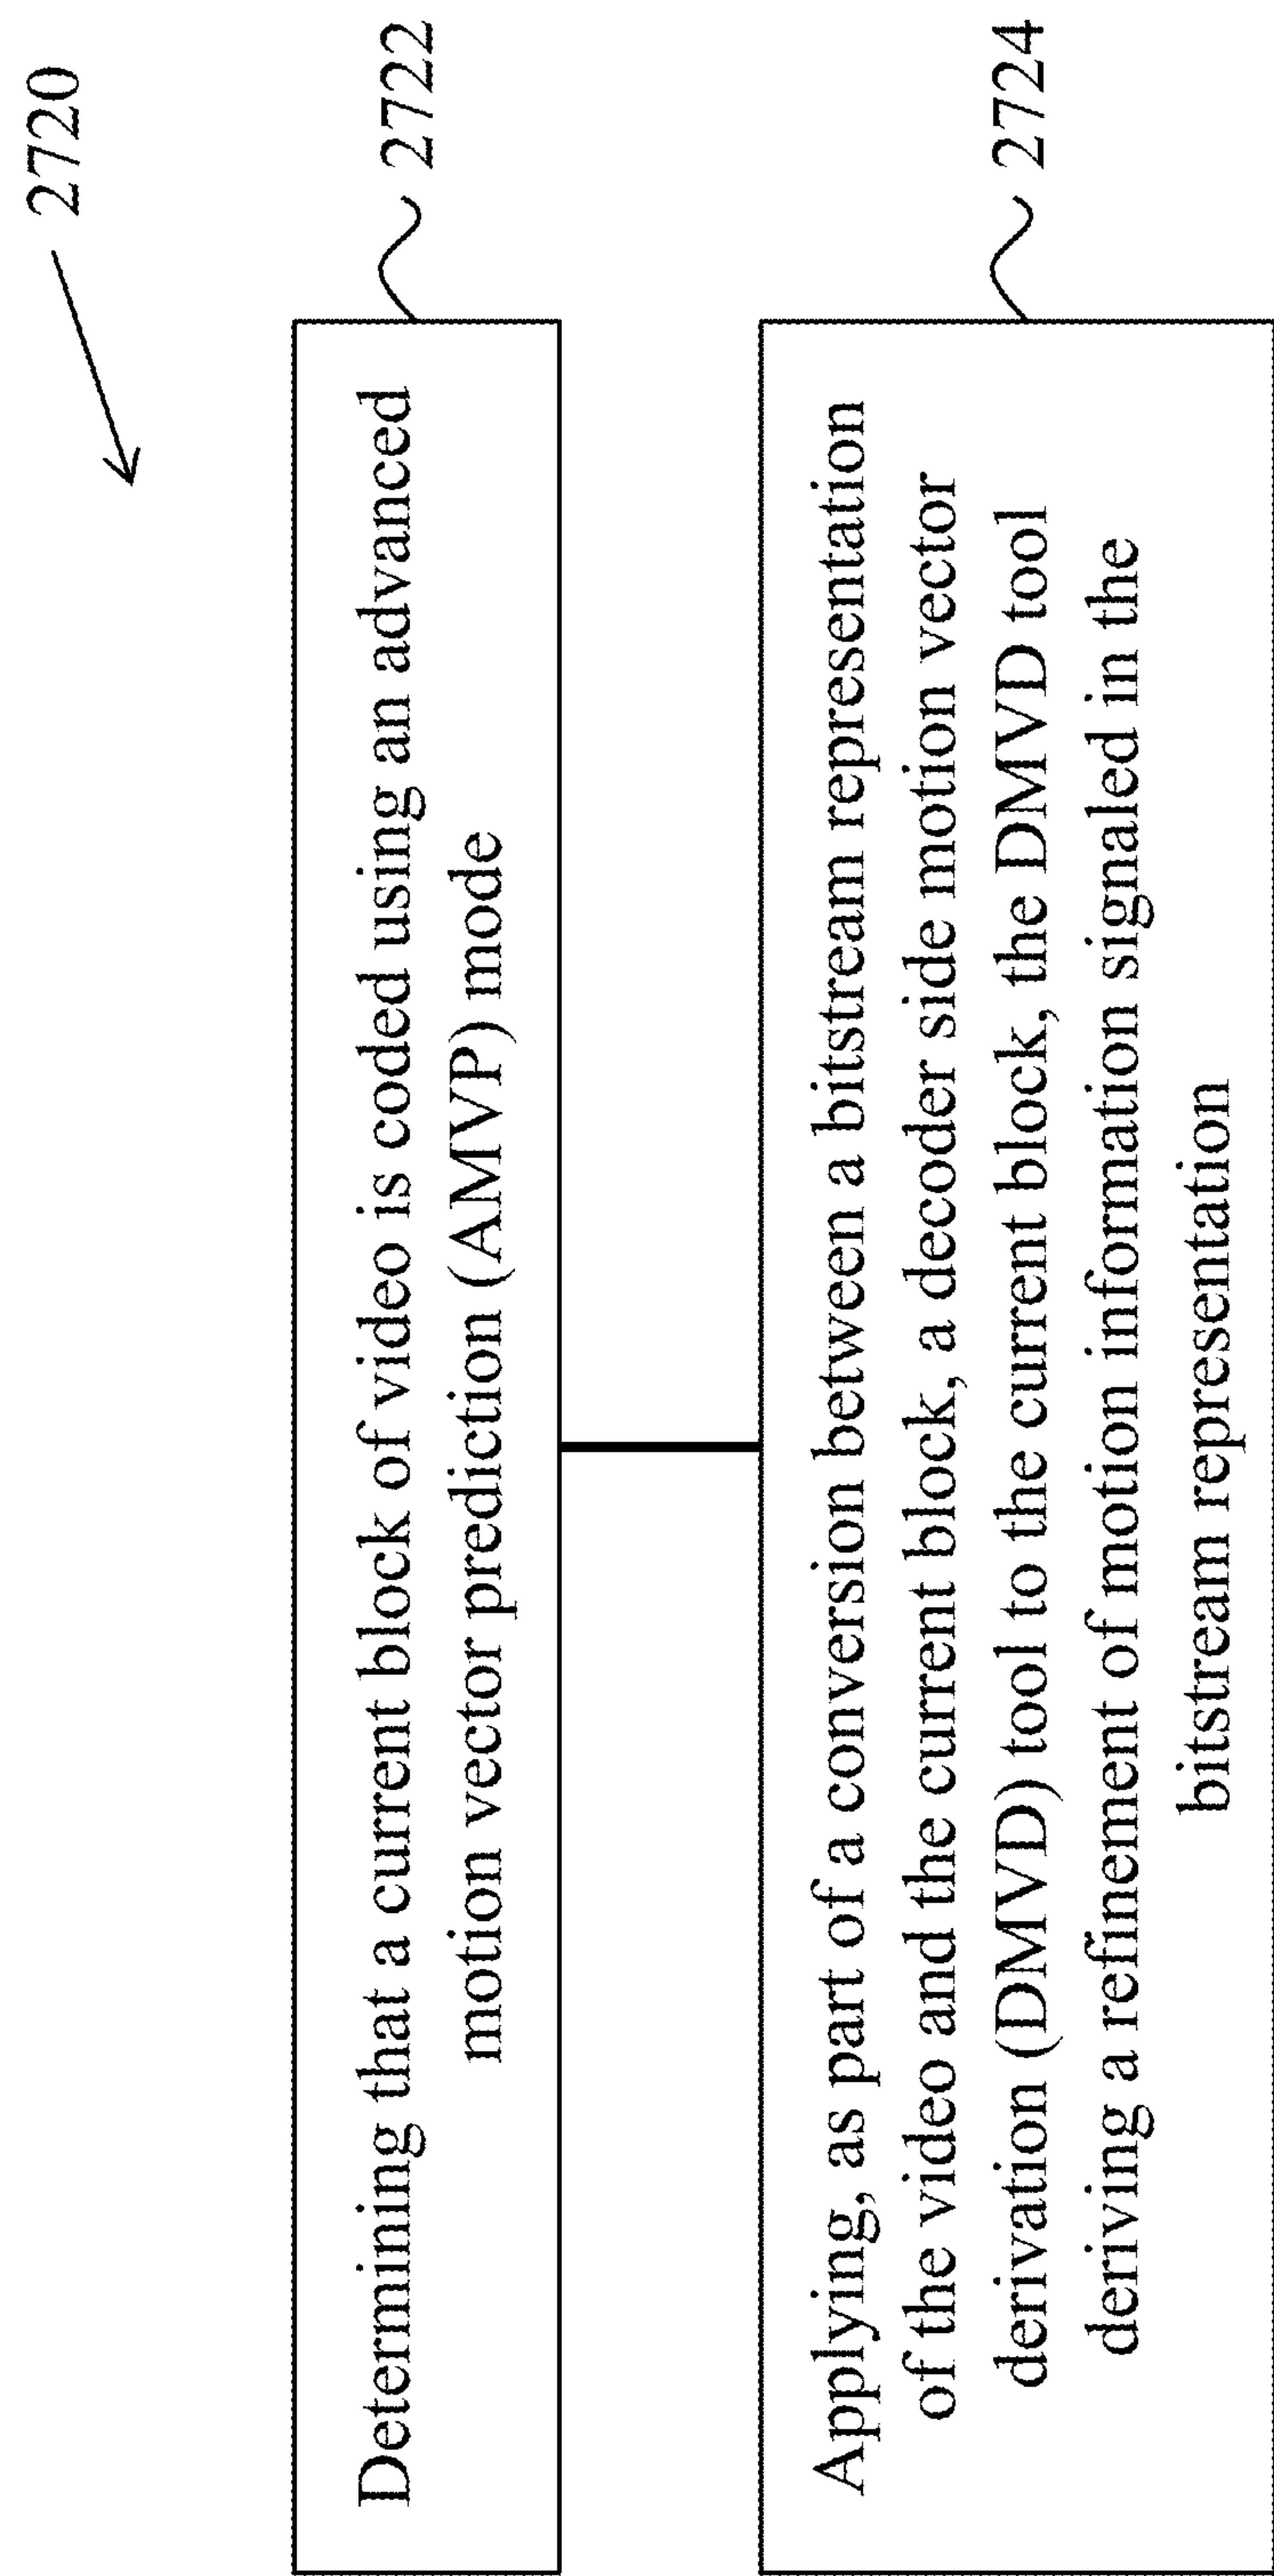 2720
Determining that a current block of video is coded using an advanced
motion vector prediction (AMVP) mode
2722
Applying, as part of a conversion between a bitstream representation
of the video and the current block, a decoder side motion vector
derivation (DMVD) tool to the current block, the DMVD tool
deriving a refinement of motion information signaled in the
bitstream representation
2724